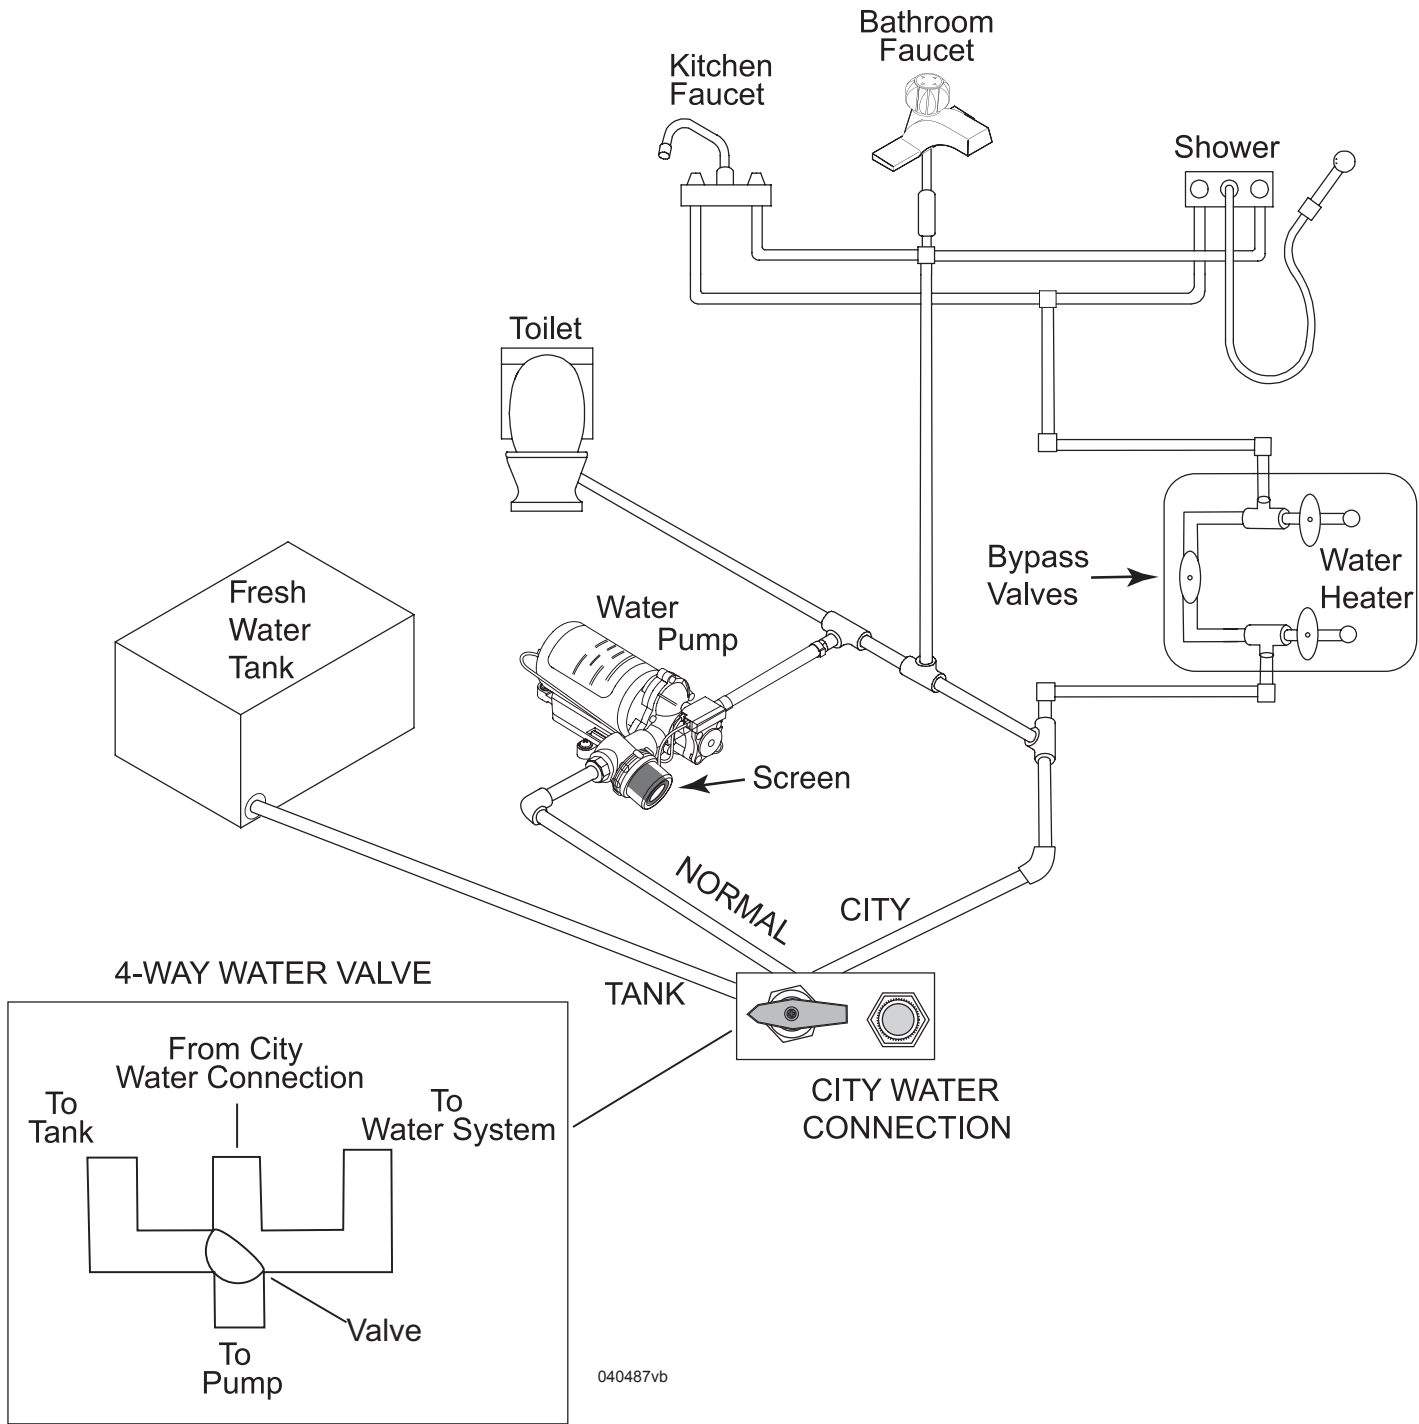 Bathroom
Faucet
Kitchen
Faucet
Shower
Toilet
Bypass
Valves
Water
Heater
Fresh
Water
Tank
Water
Pump
Screen
NORMAL
CITY
TANK
4-WAY WATER VALVE
CITY WATER
CONNECTION
From City
Water Connection
To
Tank
To
Water System
Valve
To
Pump
040487vb